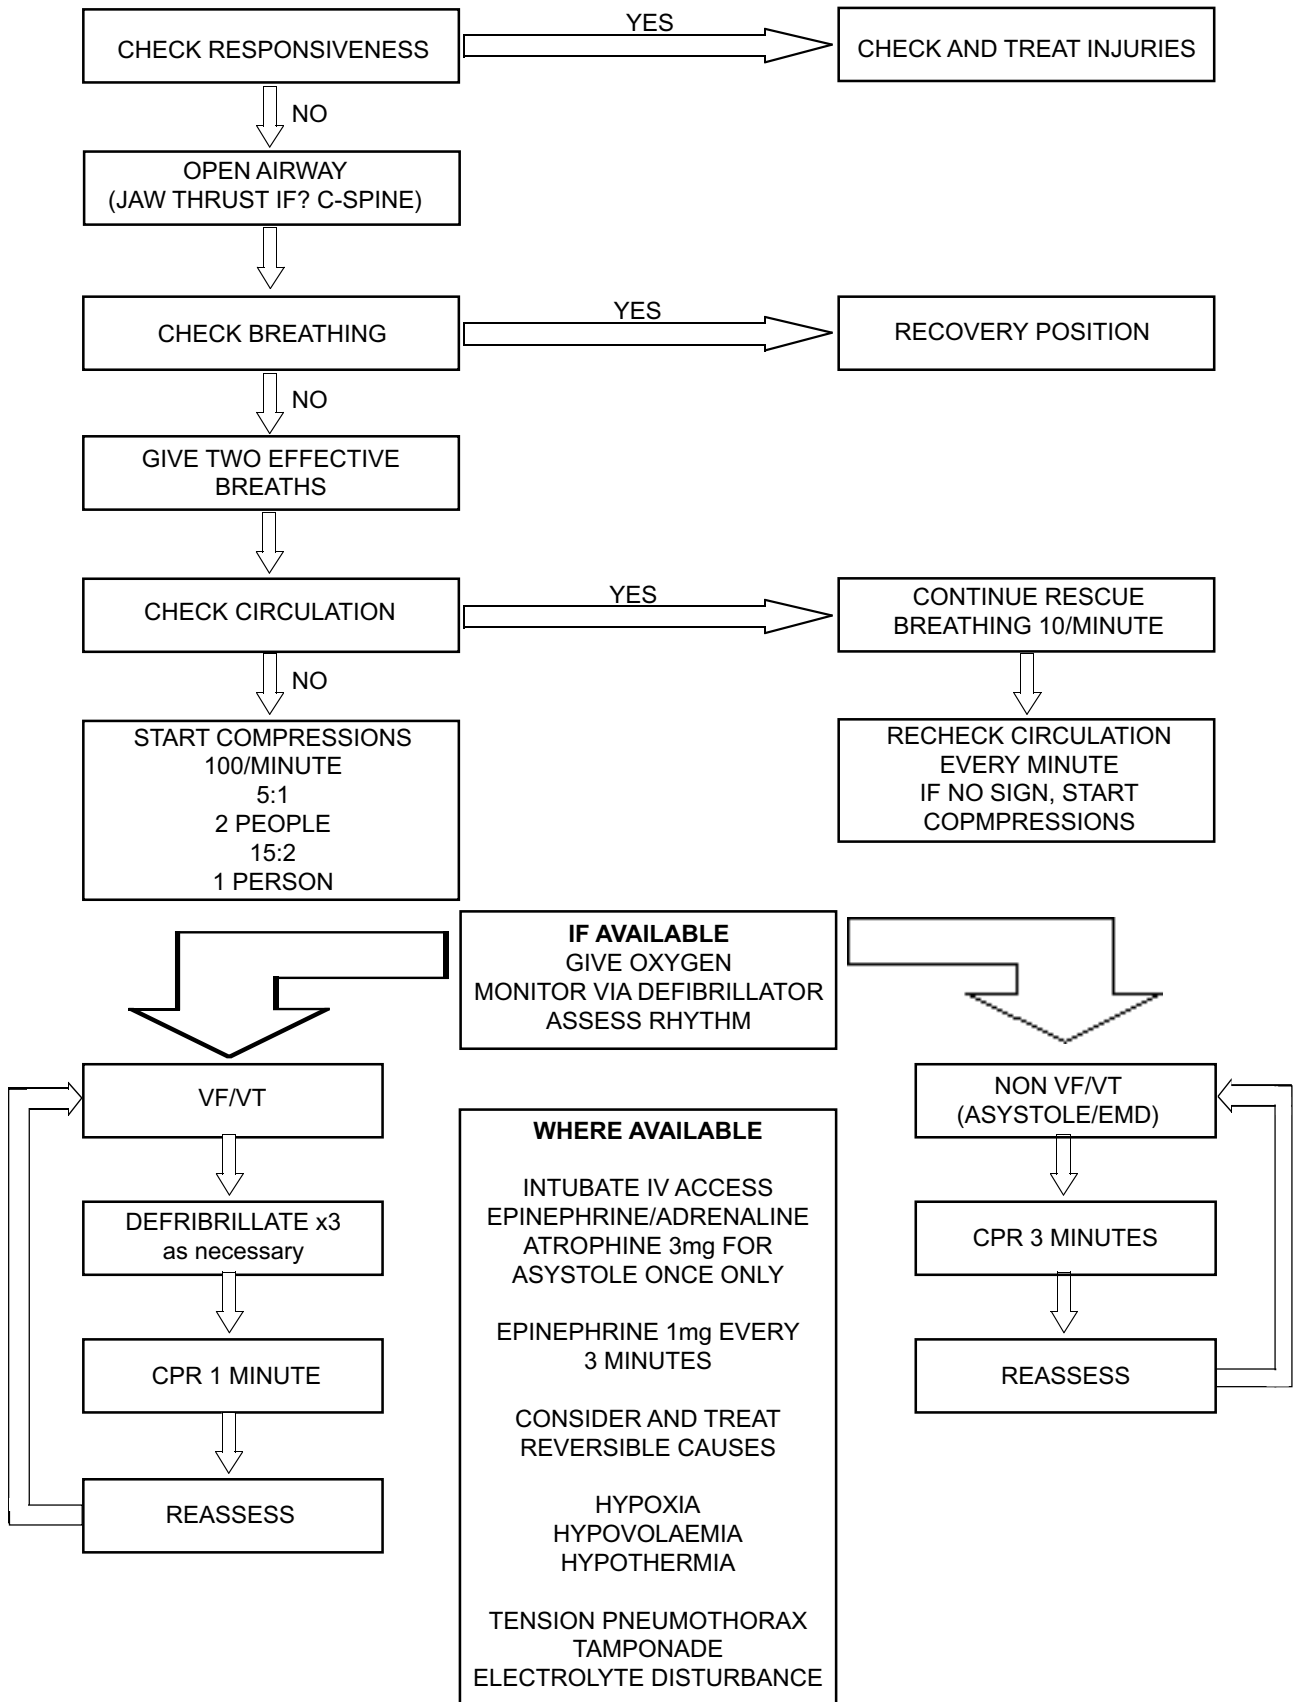 CHECK RESPONSIVENESS
YES
CHECK AND TREAT INJURIES
NO
OPEN AIRWAY
(JAW THRUST IF? C-SPINE)
CHECK BREATHING
YES
RECOVERY POSITION
NO
GIVE TWO EFFECTIVE
BREATHS
CHECK CIRCULATION
YES
CONTINUE RESCUE
BREATHING 10/MINUTE
NO
START COMPRESSIONS
100/MINUTE
5:1
2 PEOPLE
15:2
1 PERSON
RECHECK CIRCULATION
EVERY MINUTE
IF NO SIGN, START
COPMPRESSIONS
IF AVAILABLE
GIVE OXYGEN
MONITOR VIA DEFIBRILLATOR
ASSESS RHYTHM
VF/VT
DEFRIBRILLATE x3
as necessary
CPR 1 MINUTE
REASSESS
WHERE AVAILABLE
INTUBATE IV ACCESS
EPINEPHRINE/ADRENALINE
ATROPHINE 3mg FOR
ASYSTOLE ONCE ONLY
EPINEPHRINE 1mg EVERY
3 MINUTES
CONSIDER AND TREAT
REVERSIBLE CAUSES
HYPOXIA
HYPOVOLAEMIA
HYPOTHERMIA
TENSION PNEUMOTHORAX
TAMPONADE
ELECTROLYTE DISTURBANCE
NON VF/VT
(ASYSTOLE/EMD)
CPR 3 MINUTES
REASSESS